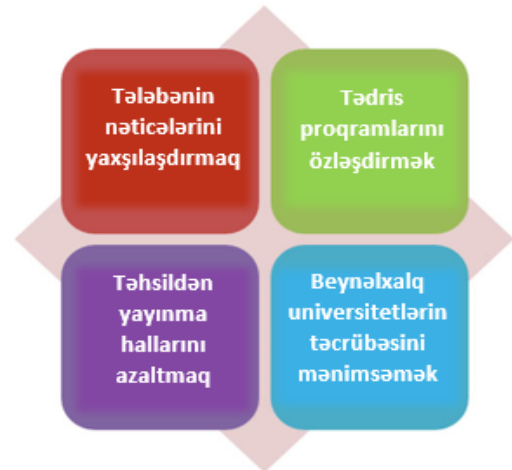 Tələbənin
nəticələrini
yaxşılaşdırmaq
Tədris
proqramlarını
özləşdirmək
Təhsildən
yayınma
hallarını
azaltmaq
Beynəlxalq
universitetlərin
təcrübəsini
mənimsəmək